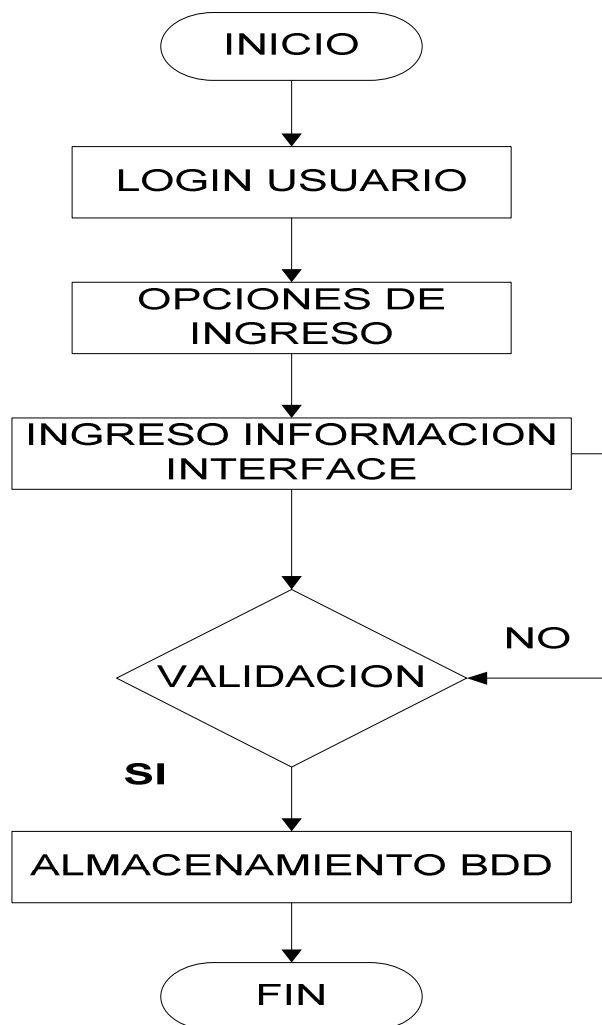 INICIO
LOGIN USUARIO
OPCIONES DE
INGRESO
INGRESO INFORMACION
INTERFACE
NO
VALIDACION
SI
ALMACENAMIENTO BDD
FIN